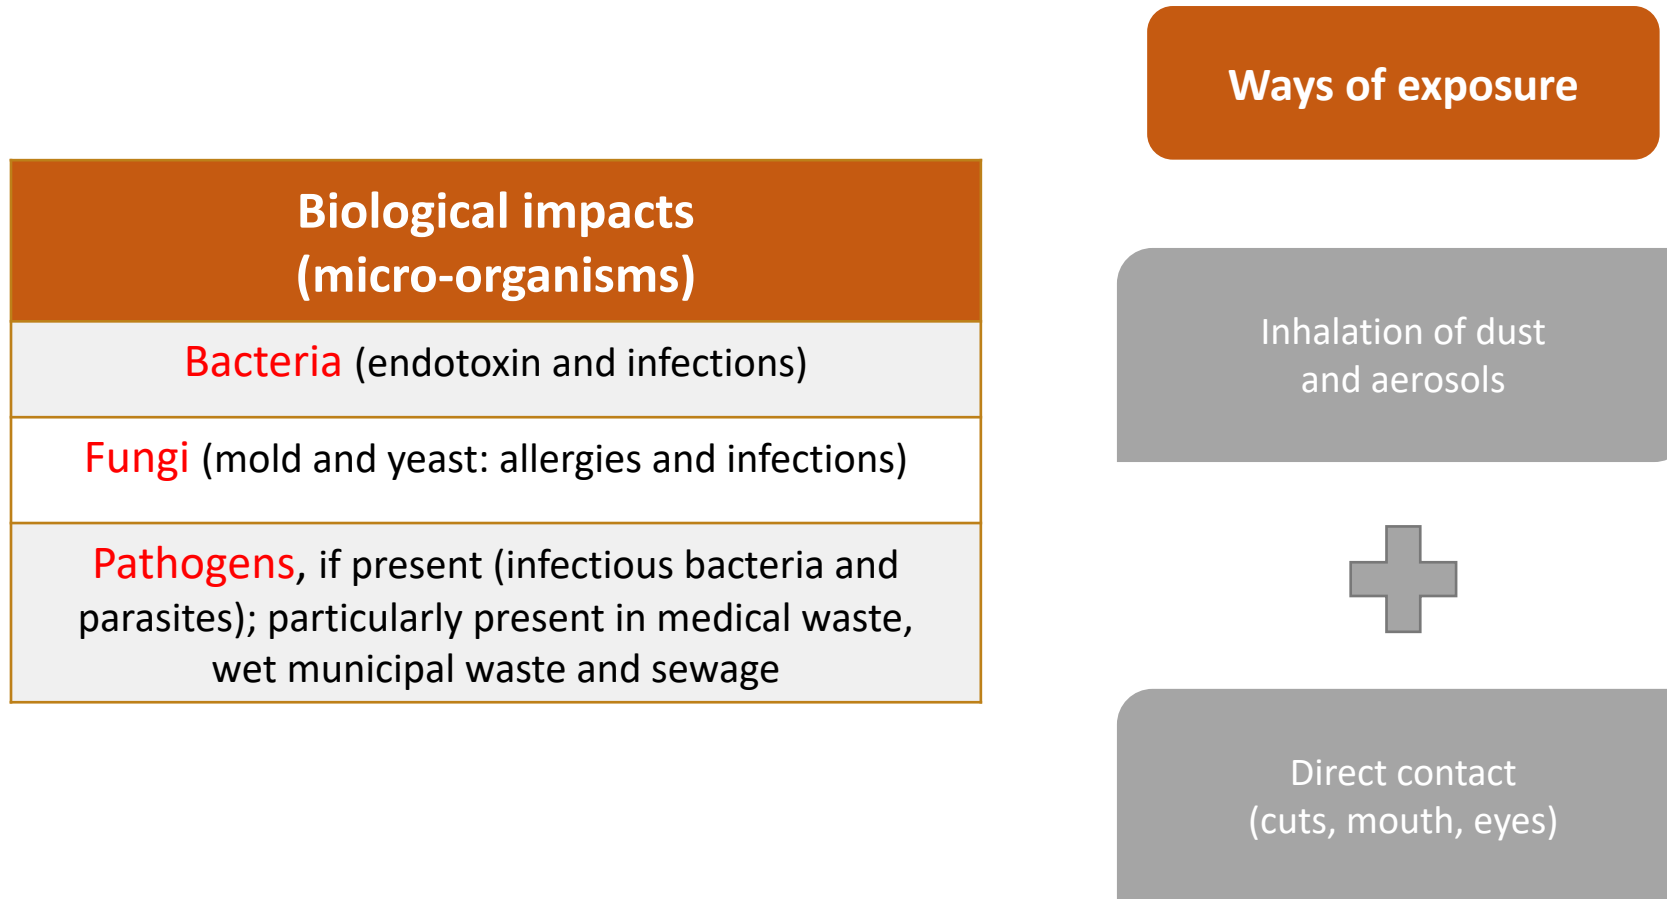 Biological impacts
(micro-organisms)
Bacteria (endotoxin and infections)
Fungi (mold and yeast: allergies and infections)
Pathogens, if present (infectious bacteria and
parasites); particularly present in medical waste,
wet municipal waste and sewage
Ways of exposure
Inhalation of dust
and aerosols
Direct contact
(cuts, mouth, eyes)